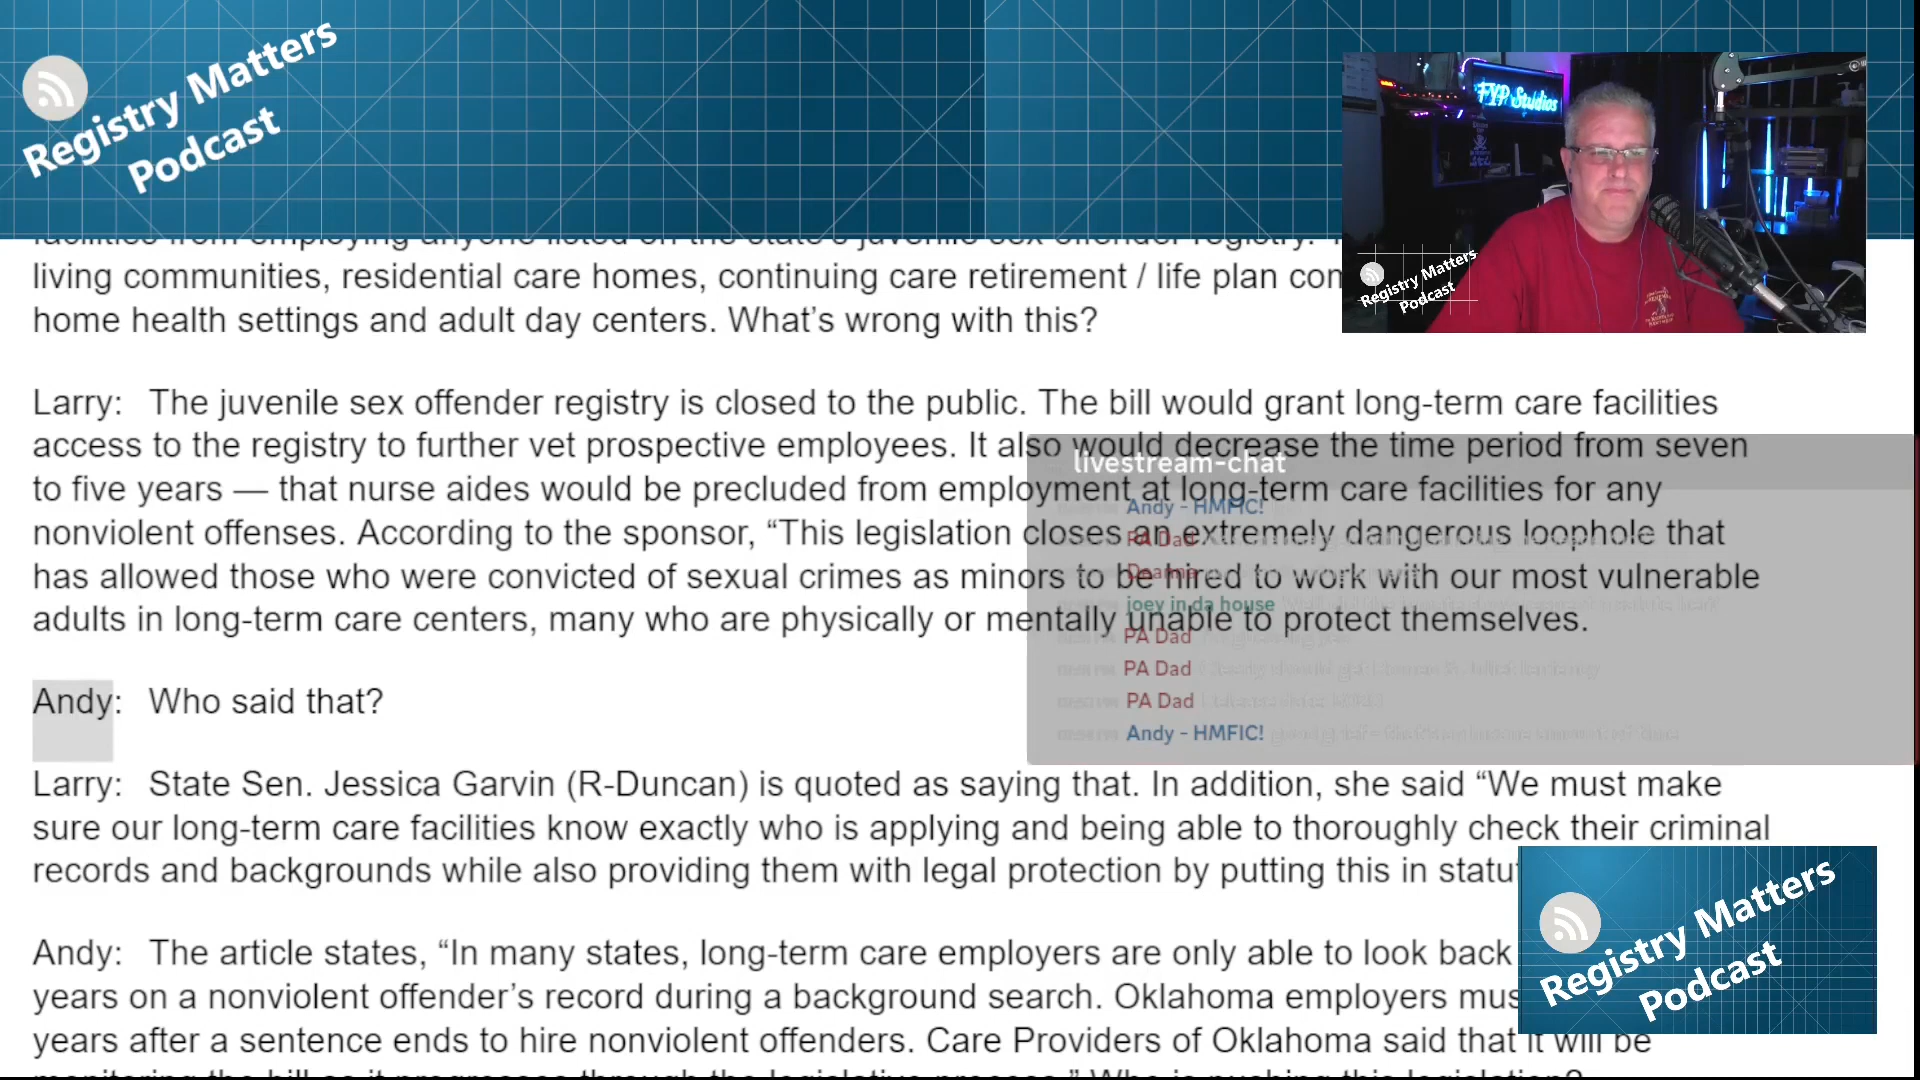 Registry Matters
Podcast
FYP Studios
Registry Matters
Podcast
living communities, residential care homes, continuing care retirement / life plan com
home health settings and adult day centers. What’s wrong with this?
Larry: The juvenile sex offender registry is closed to the public. The bill would grant long-term care facilities
access to the registry to further vet prospective employees. It also would decrease the time period from seven
to five years — that nurse aides would be precluded from employment at long-term care facilities for any
nonviolent offenses. According to the sponsor, “This legislation closes an extremely dangerous loophole that
has allowed those who were convicted of sexual crimes as minors to be hired to work with our most vulnerable
adults in long-term care centers, many who are physically or mentally unable to protect themselves.
livestream-chat
Andy - HMFIC!
PA Dad
Deanna
joey in da house
PA Dad
PA Dad
PA Dad
Andy - HMFIC!
Andy: Who said that?
Larry: State Sen. Jessica Garvin (R-Duncan) is quoted as saying that. In addition, she said “We must make
sure our long-term care facilities know exactly who is applying and being able to thoroughly check their criminal
records and backgrounds while also providing them with legal protection by putting this in statut
Andy: The article states, “In many states, long-term care employers are only able to look back
years on a nonviolent offender’s record during a background search. Oklahoma employers mus
years after a sentence ends to hire nonviolent offenders. Care Providers of Oklahoma said that it will be
Registry Matters
Podcast